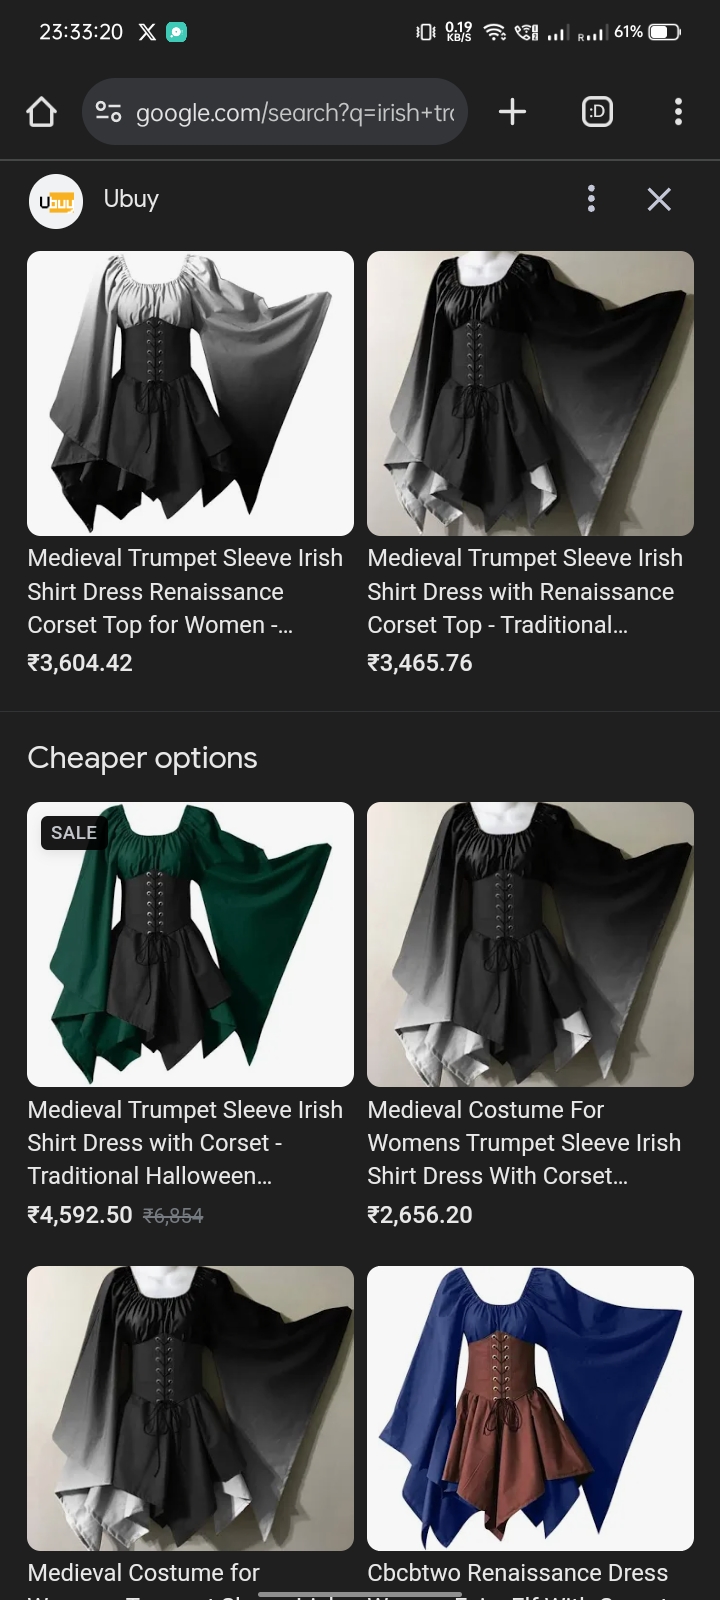 23:33:20
0.19
KB/S
R
61%
google.com/search?q=irish+tr
:D
Ubuy
Ubuy
Medieval Trumpet Sleeve Irish
Shirt Dress Renaissance
Corset Top for Women -...
₹3,604.42
Medieval Trumpet Sleeve Irish
Shirt Dress with Renaissance
Corset Top - Traditional...
₹3,465.76
Cheaper options
SALE
Medieval Trumpet Sleeve Irish
Shirt Dress with Corset -
Traditional Halloween...
₹4,592.50 ₹6,854
Medieval Costume For
Womens Trumpet Sleeve Irish
Shirt Dress With Corset...
₹2,656.20
Medieval Costume for
Cbcbtwo Renaissance Dress